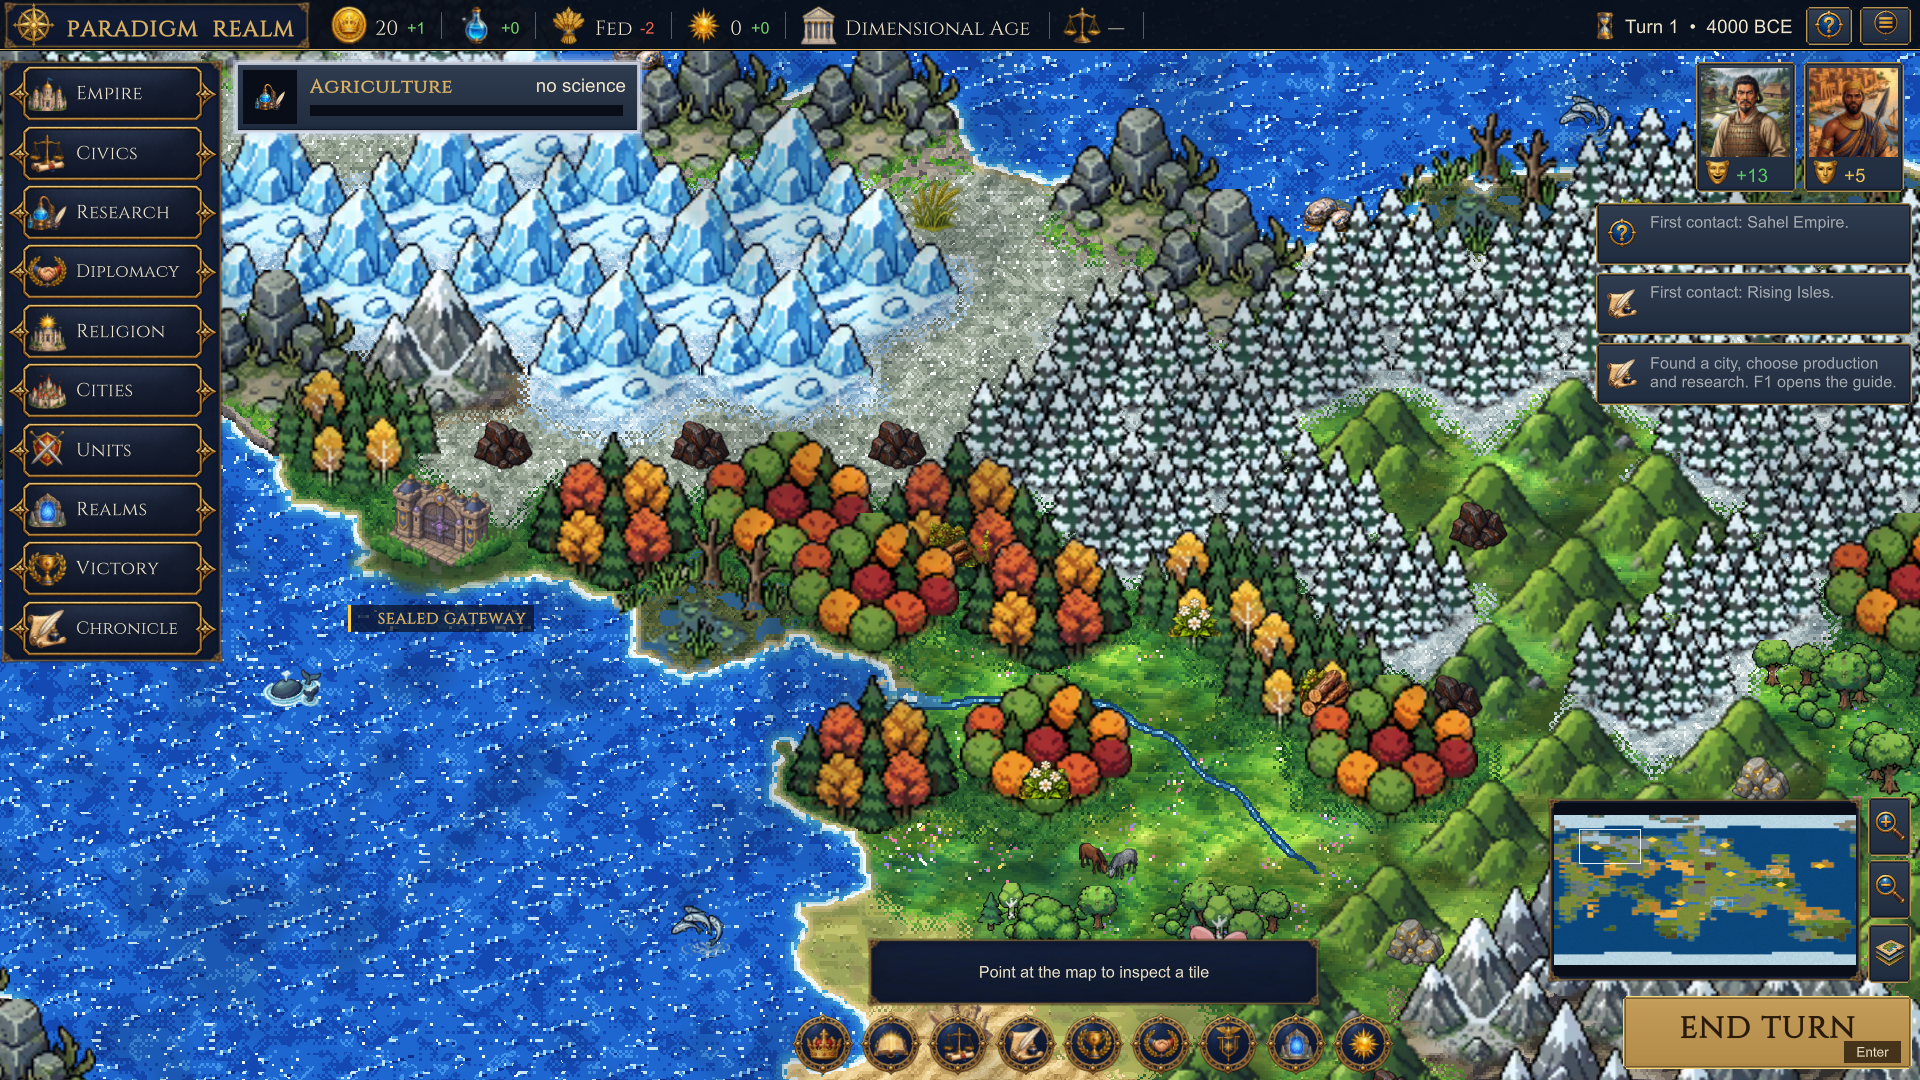 PARADIGM REALM
20 +1
+0
FED -2
0 +0
DIMENSIONAL AGE
—
Turn 1 • 4000 BCE
EMPIRE
CIVICS
RESEARCH
DIPLOMACY
RELIGION
CITIES
UNITS
REALMS
VICTORY
CHRONICLE
AGRICULTURE
no science
+13
+5
First contact: Sahel Empire.
First contact: Rising Isles.
Found a city, choose production
and research. F1 opens the guide.
SEALED GATEWAY
Point at the map to inspect a tile
END TURN
Enter